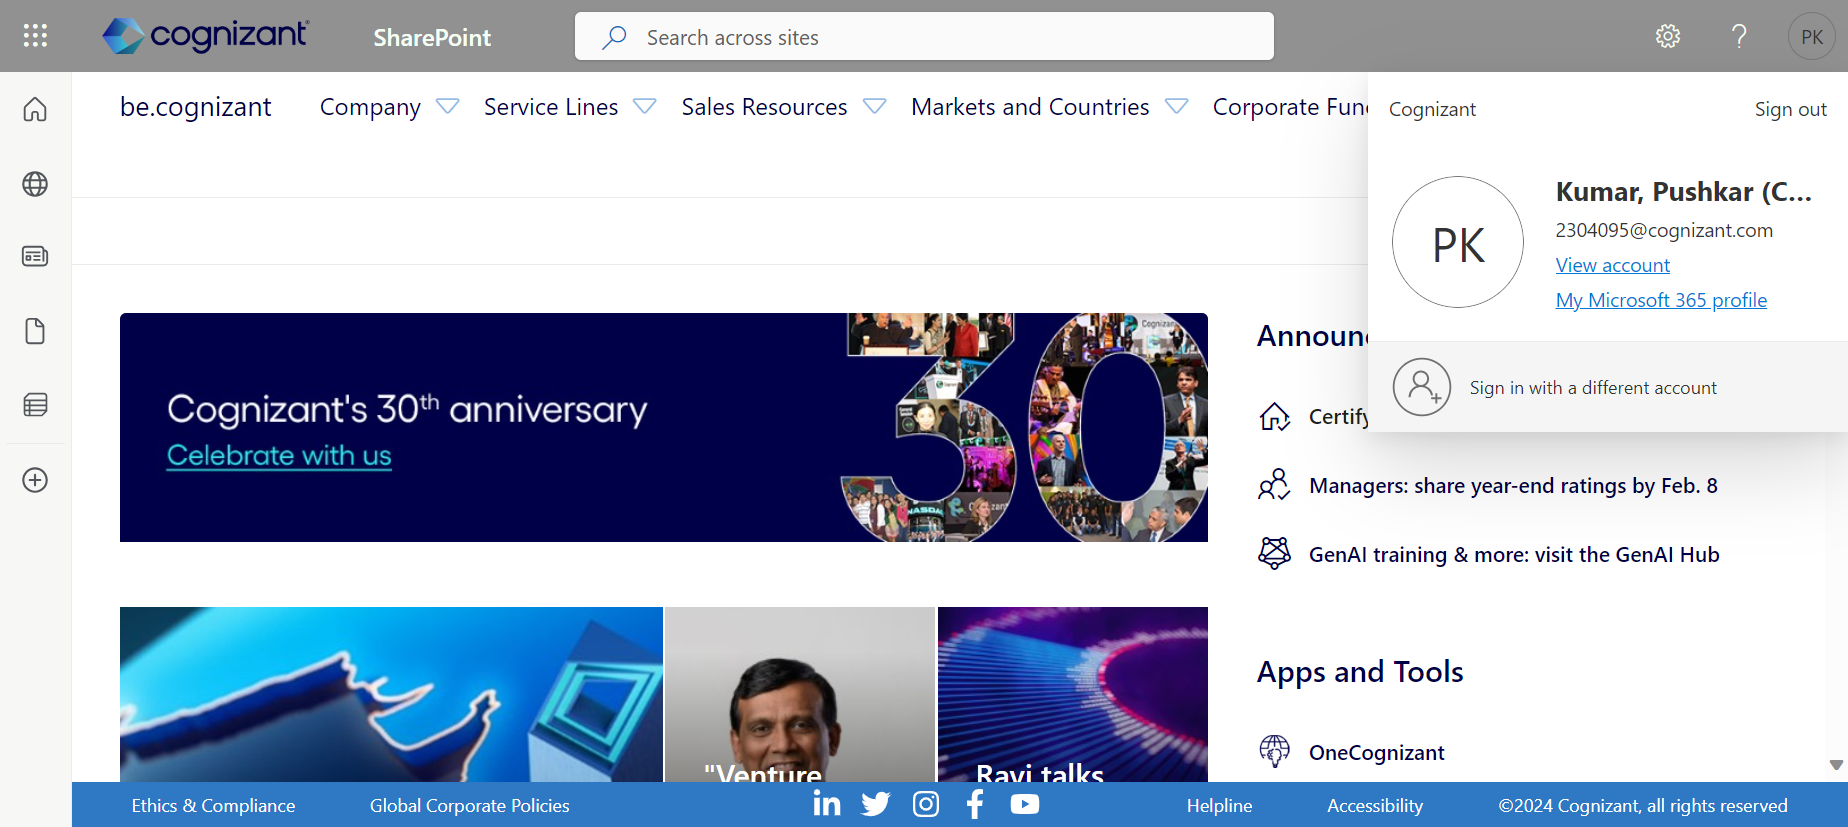 cognizant
SharePoint
Search across sites
PK
be.cognizant
Company
Service Lines
Sales Resources
Markets and Countries
Corporate Fun
Cognizant
Sign out
PK
Kumar, Pushkar (C...
2304095@cognizant.com
View account
My Microsoft 365 profile
Sign in with a different account
Cognizant's 30th anniversary
Celebrate with us
Cognizant
NASDAQ
Announ
Certify
Managers: share year-end ratings by Feb. 8
GenAI training & more: visit the GenAI Hub
Apps and Tools
OneCognizant
"Venture
Ravi talks
Ethics & Compliance
Global Corporate Policies
Helpline
Accessibility
©2024 Cognizant, all rights reserved